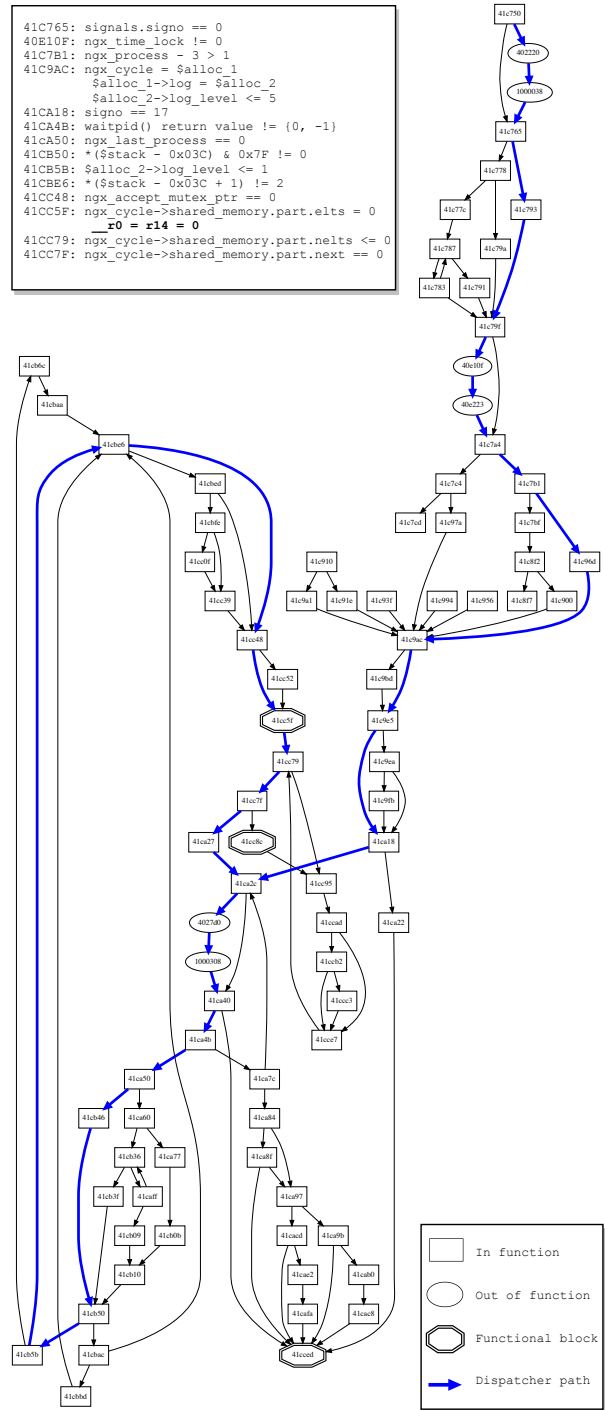 41C765: signals.signo == 0
40E10F: ngx_time_lock != 0
41C7B1: ngx_process - 3 > 1
41C9AC: ngx_cycle = $alloc_1
$alloc_1->log = $alloc_2
$alloc_2->log_level <= 5
41CA18: signo == 17
41CA4B: waitpid() return value != {0, -1}
41cA50: ngx_last_process == 0
41CB50: *($stack - 0x03C) & 0x7F != 0
41CB5B: $alloc_2->log_level <= 1
41CBE6: *($stack - 0x03C + 1) != 2
41CC48: ngx_accept_mutex_ptr == 0
41CC5F: ngx_cycle->shared_memory.part.elts = 0
__r0 = r14 = 0
41CC79: ngx_cycle->shared_memory.part.nelts <= 0
41CC7F: ngx_cycle->shared_memory.part.next == 0
41c750
402220
1000038
41c765
41c778
41c77c
41c793
41c787
41c79a
41c783
41c791
41c79f
40e10f
40e223
41c7a4
41c7c4
41c7b1
41c7cd
41c97a
41c7bf
41c910
41c8f2
41c96d
41c9a1
41c91e
41c93f
41c994
41c956
41c8f7
41c900
41c9ac
41c9bd
41c9e5
41c9ea
41c9fb
41ca18
41ca22
41cb6c
41cbaa
41cbe6
41cbed
41cbfe
41cc0f
41cc39
41cc48
41cc52
41cc5f
41cc79
41cc7f
41ca27
41cc8c
41ca2c
41cc95
4027d0
41ccad
1000308
41ccb2
41ca40
41ccc3
41ca4b
41cce7
41ca50
41ca7c
41cb46
41ca60
41ca84
41cb36
41ca77
41ca8f
41cb3f
41caff
41ca97
41cb09
41cb0b
41cacd
41ca9b
41cb10
41cae2
41cab0
41cb50
41cafa
41cac8
41cb5b
41cbac
41cced
41cbbd
In function
Out of function
Functional block
Dispatcher path